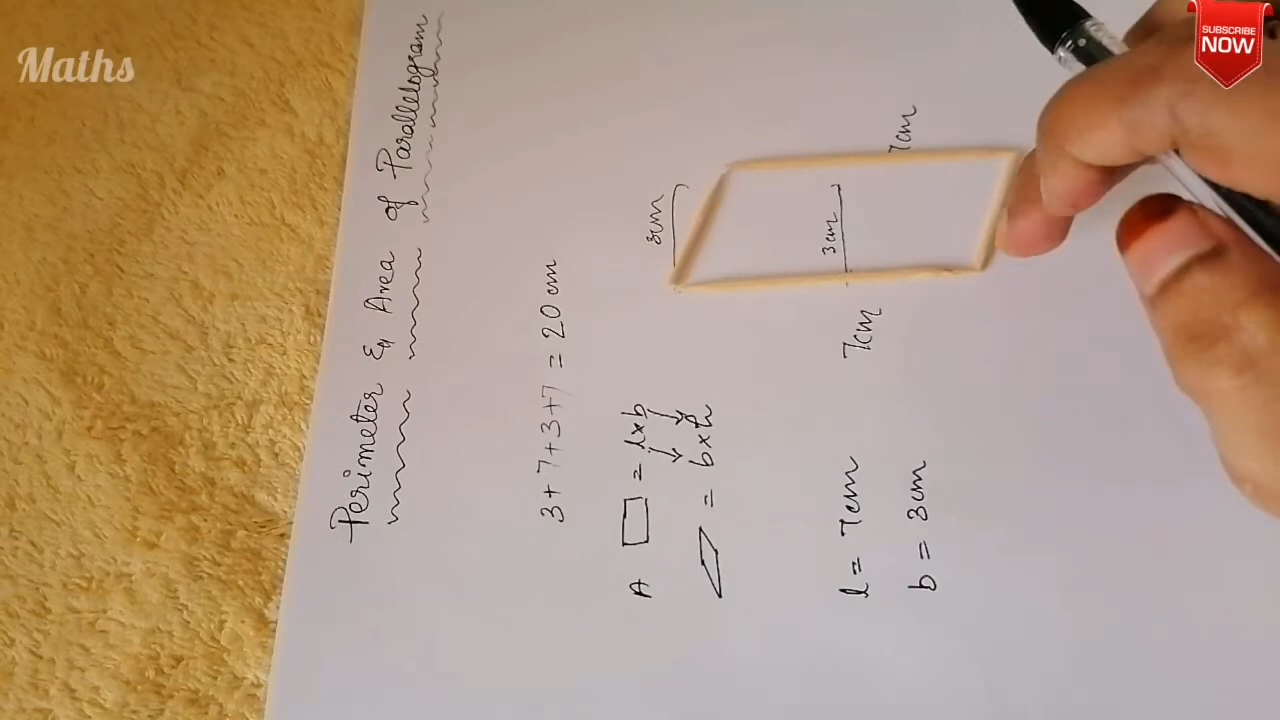 Maths
SUBSCRIBE
NOW
Perimeter & Area of Parallelogram
3+7+3+7 = 20 cm
A = l×b
= b×h
l = 7cm
b = 3cm
3cm
7cm
3cm
7cm